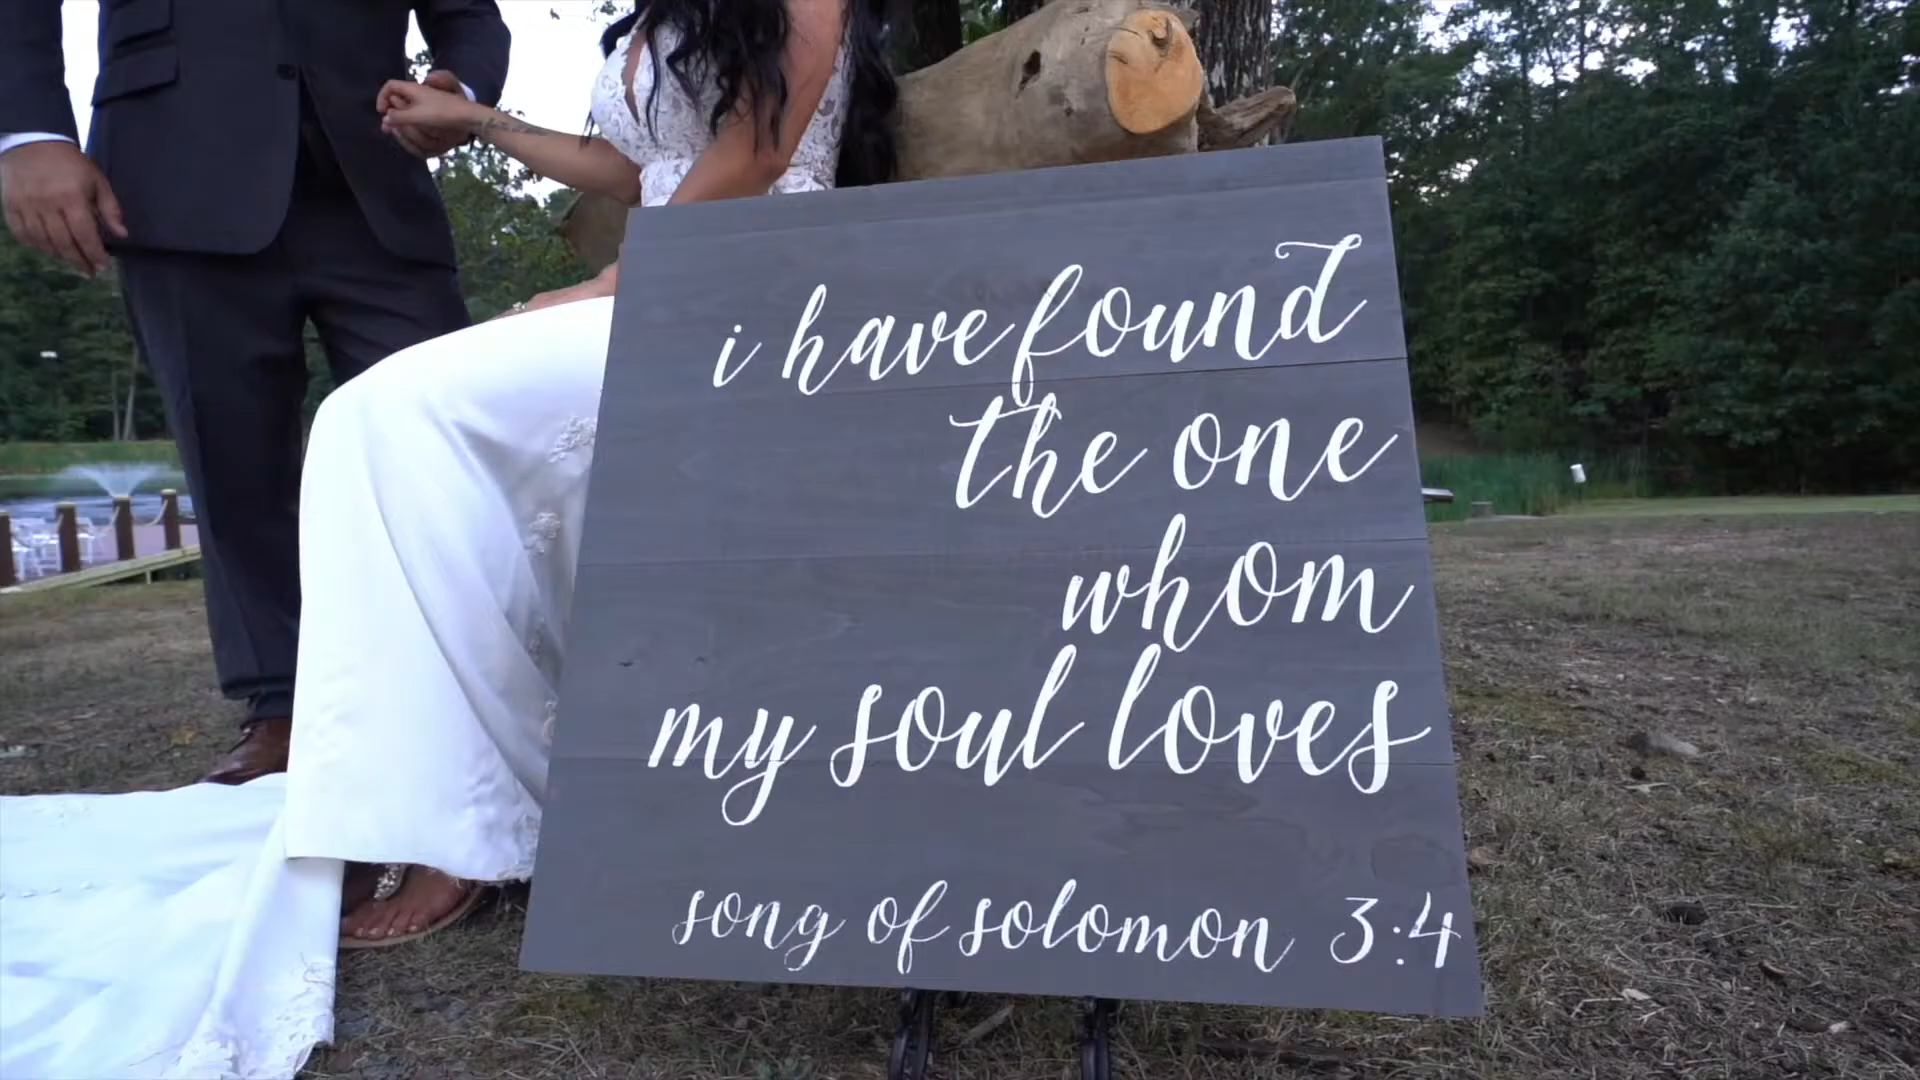 i have found
the one
whom
my soul loves
song of solomon 3:4